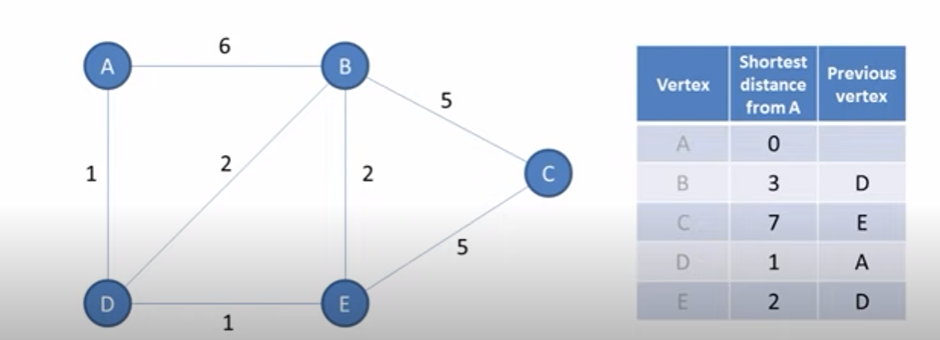 6
A
B
5
1
2
2
C
5
D
E
1
Vertex
Shortest
distance
from A
Previous
vertex
A 0
B 3 D
C 7 E
D 1 A
E 2 D